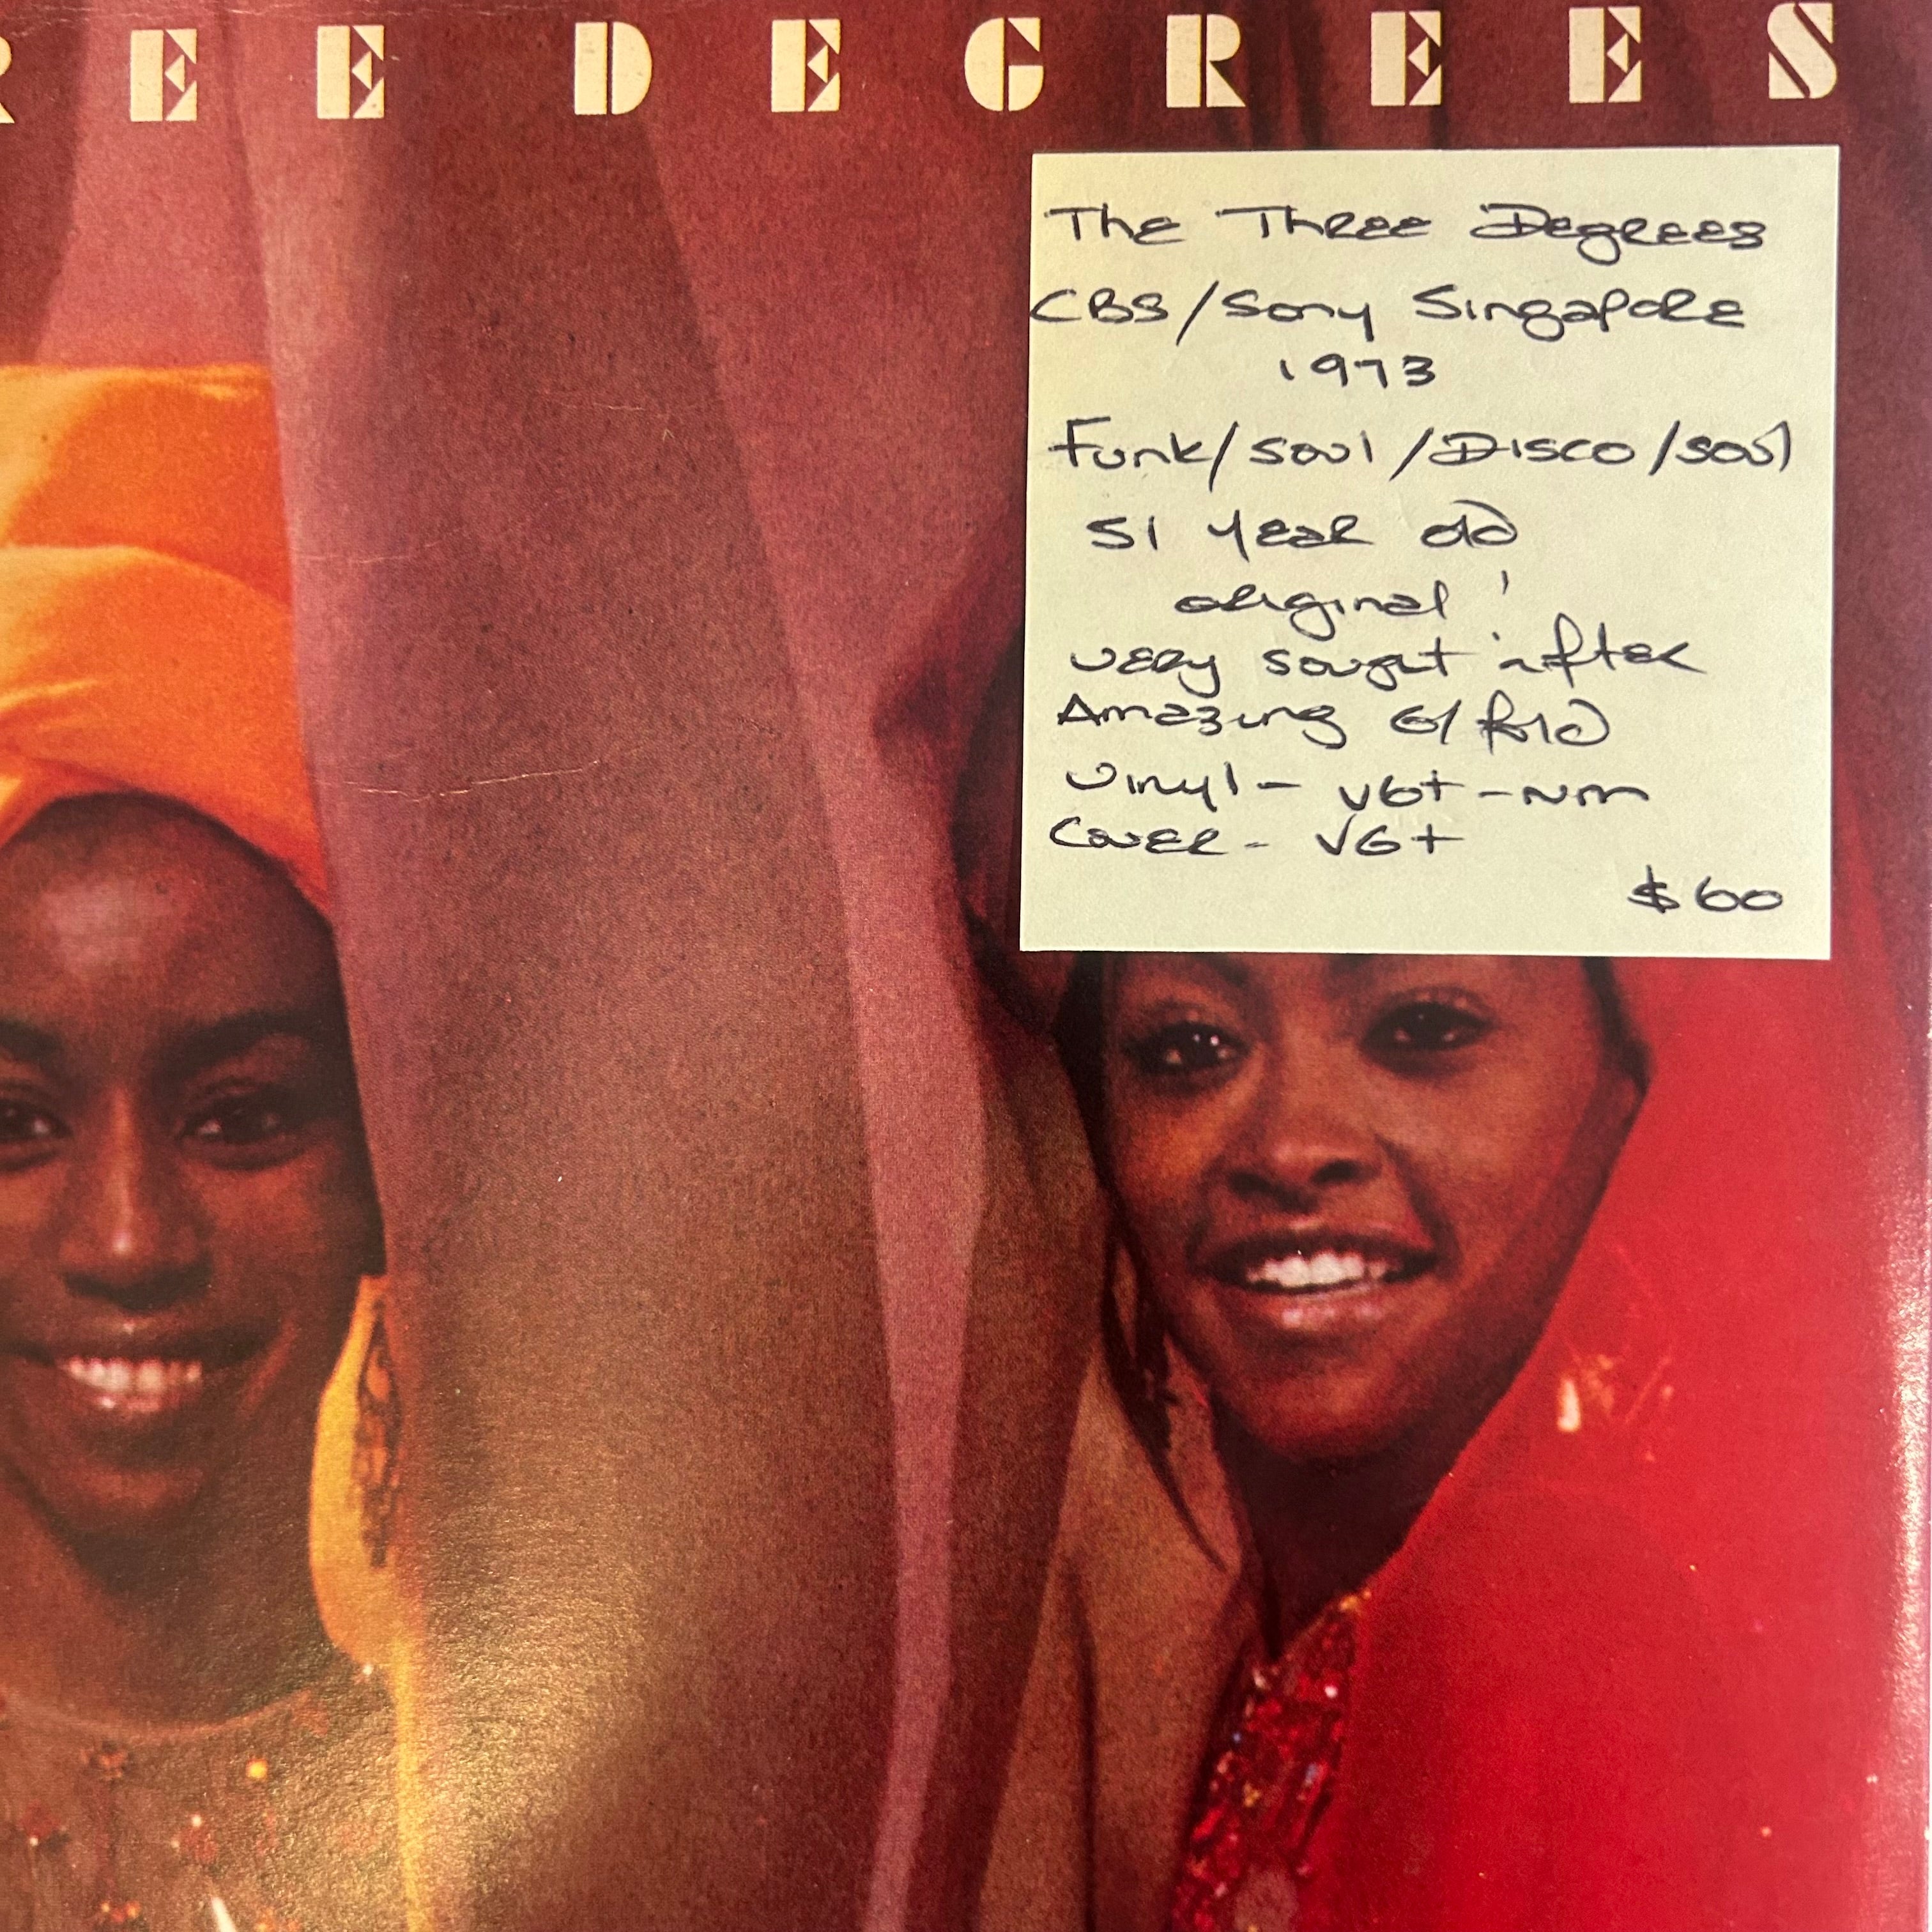 REE DEGREES
The Three Degrees
CBS/Sony Singapore
1973
Funk/soul/Disco/soul
51 year old
original!
very sought after
Amazing G/fold
Vinyl - VG+ - NM
Cover - VG+
$60